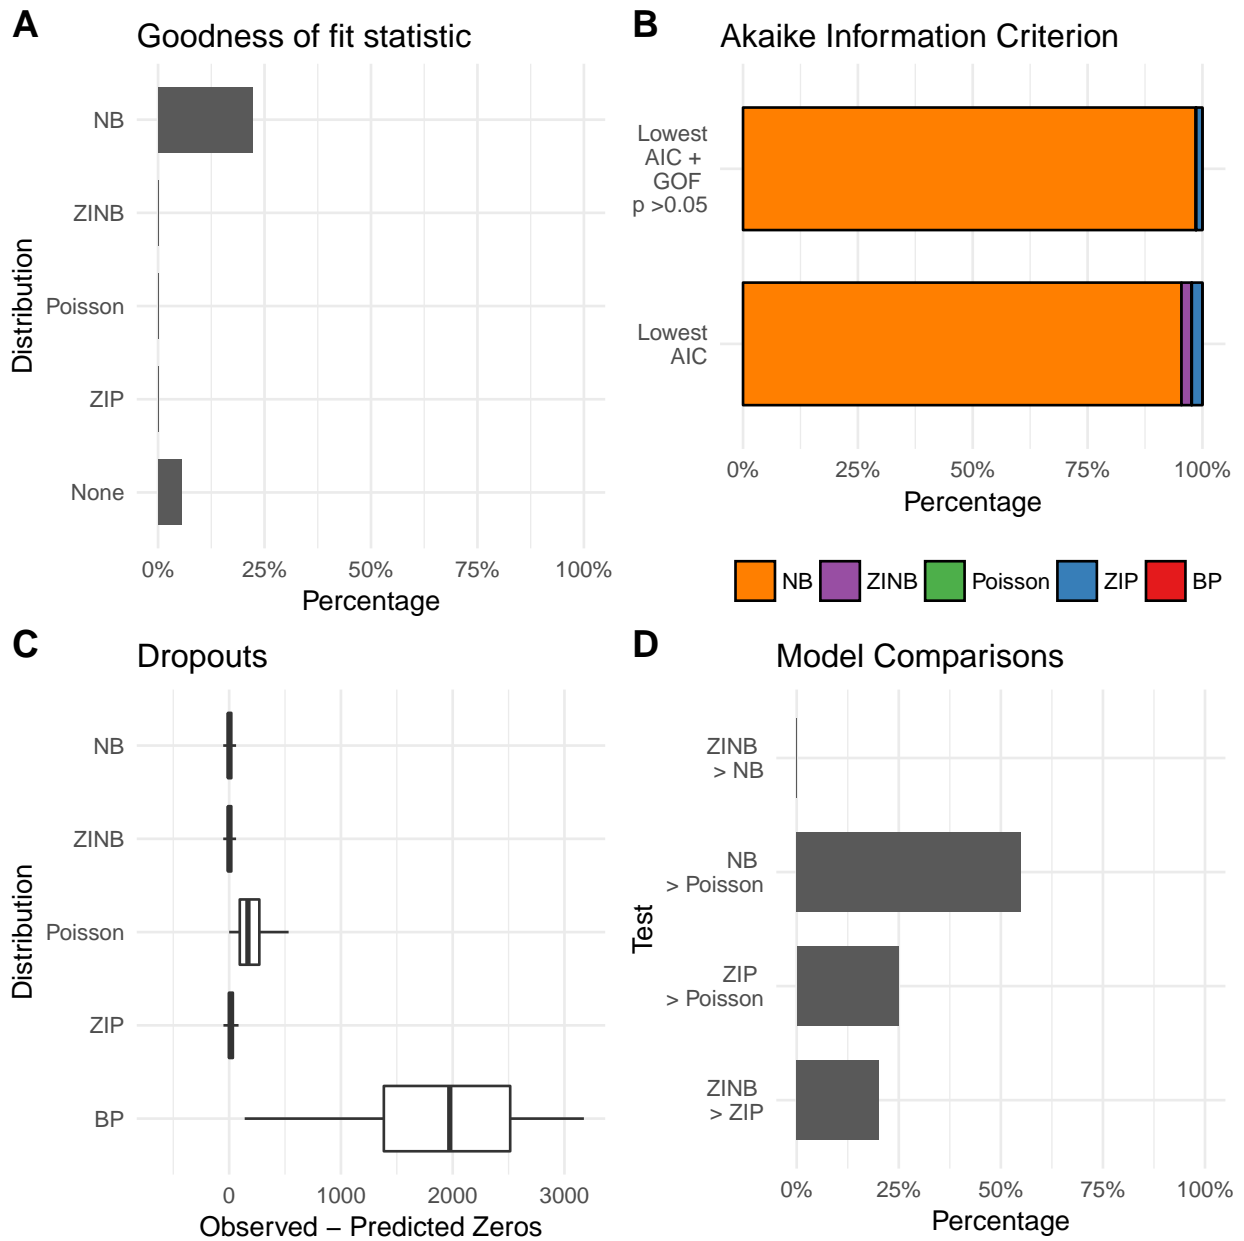 A
Goodness of fit statistic
Distribution
NB
ZINB
Poisson
ZIP
None
0% 25% 50% 75% 100%
Percentage
B
Akaike Information Criterion
Lowest
AIC +
GOF
p >0.05
Lowest
AIC
0% 25% 50% 75% 100%
Percentage
NB ZINB Poisson ZIP BP
C
Dropouts
Distribution
NB
ZINB
Poisson
ZIP
BP
0 1000 2000 3000
Observed − Predicted Zeros
D
Model Comparisons
Test
ZINB
> NB
NB
> Poisson
ZIP
> Poisson
ZINB
> ZIP
0% 25% 50% 75% 100%
Percentage